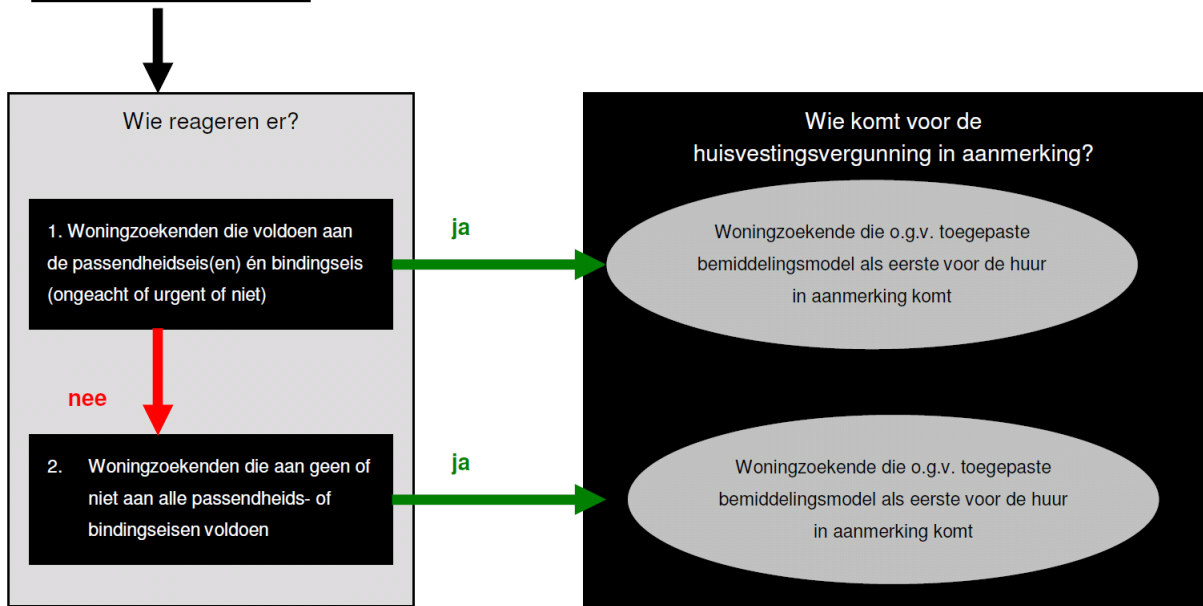 Wie reageren er?
1. Woningzoekenden die voldoen aan
de passendheidseis(en) én bindingseis
(ongeacht of urgent of niet)
ja
nee
2. Woningzoekenden die aan geen of
niet aan alle passendheids- of
bindingseisen voldoen
ja
Wie komt voor de
huisvestingsvergunning in aanmerking?
Woningzoekende die o.g.v. toegepaste
bemiddelingsmodel als eerste voor de huur
in aanmerking komt
Woningzoekende die o.g.v. toegepaste
bemiddelingsmodel als eerste voor de huur
in aanmerking komt